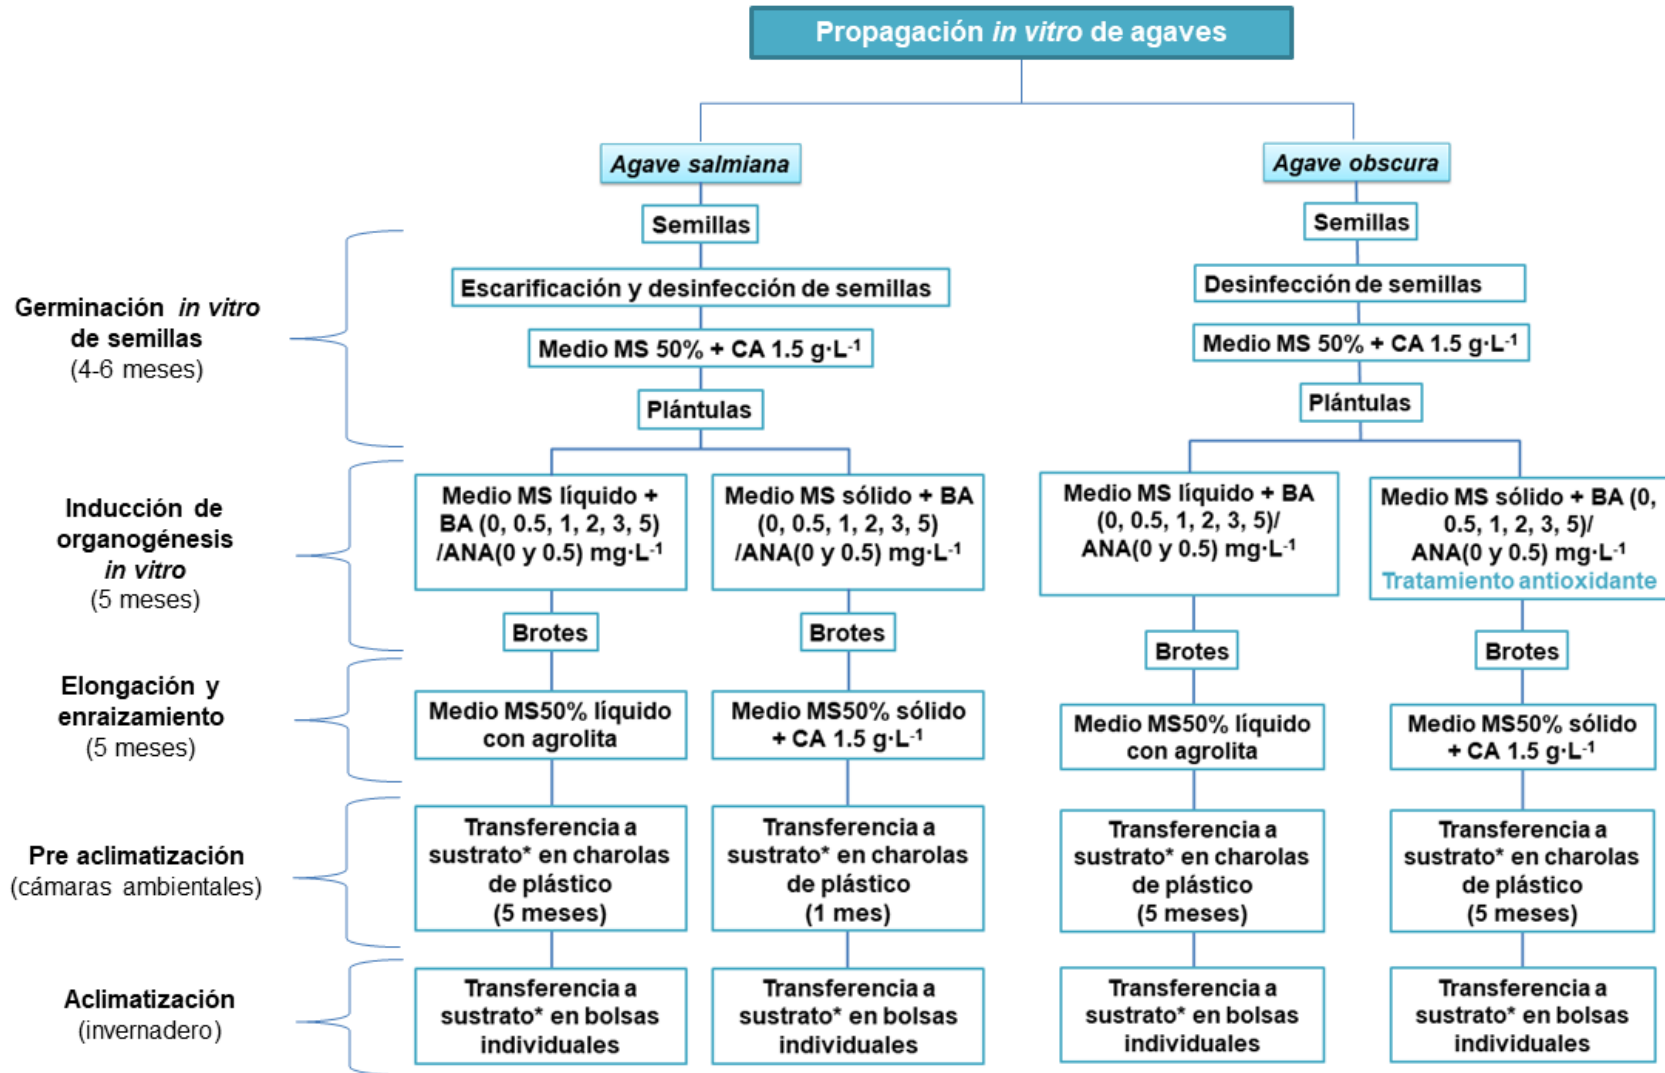 Propagación in vitro de agaves
Agave salmiana
Agave obscura
Semillas
Semillas
Germinación in vitro
de semillas
(4-6 meses)
Escarificación y desinfección de semillas
Desinfección de semillas
Medio MS 50% + CA 1.5 g·L⁻¹
Medio MS 50% + CA 1.5 g·L⁻¹
Plántulas
Plántulas
Inducción de
organogénesis
in vitro
(5 meses)
Medio MS líquido +
BA (0, 0.5, 1, 2, 3, 5)
/ANA(0 y 0.5) mg·L⁻¹
Medio MS sólido + BA
(0, 0.5, 1, 2, 3, 5)
/ANA(0 y 0.5) mg·L⁻¹
Medio MS líquido + BA
(0, 0.5, 1, 2, 3, 5)/
ANA(0 y 0.5) mg·L⁻¹
Medio MS sólido + BA (0,
0.5, 1, 2, 3, 5)/
ANA(0 y 0.5) mg·L⁻¹
Tratamiento antioxidante
Brotes
Brotes
Brotes
Brotes
Elongación y
enraizamiento
(5 meses)
Medio MS50% líquido
con agrolita
Medio MS50% sólido
+ CA 1.5 g·L⁻¹
Medio MS50% líquido
con agrolita
Medio MS50% sólido
+ CA 1.5 g·L⁻¹
Pre aclimatización
(cámaras ambientales)
Transferencia a
sustrato* en charolas
de plástico
(5 meses)
Transferencia a
sustrato* en charolas
de plástico
(1 mes)
Transferencia a
sustrato* en charolas
de plástico
(5 meses)
Transferencia a
sustrato* en charolas
de plástico
(5 meses)
Aclimatización
(invernadero)
Transferencia a
sustrato* en bolsas
individuales
Transferencia a
sustrato* en bolsas
individuales
Transferencia a
sustrato* en bolsas
individuales
Transferencia a
sustrato* en bolsas
individuales